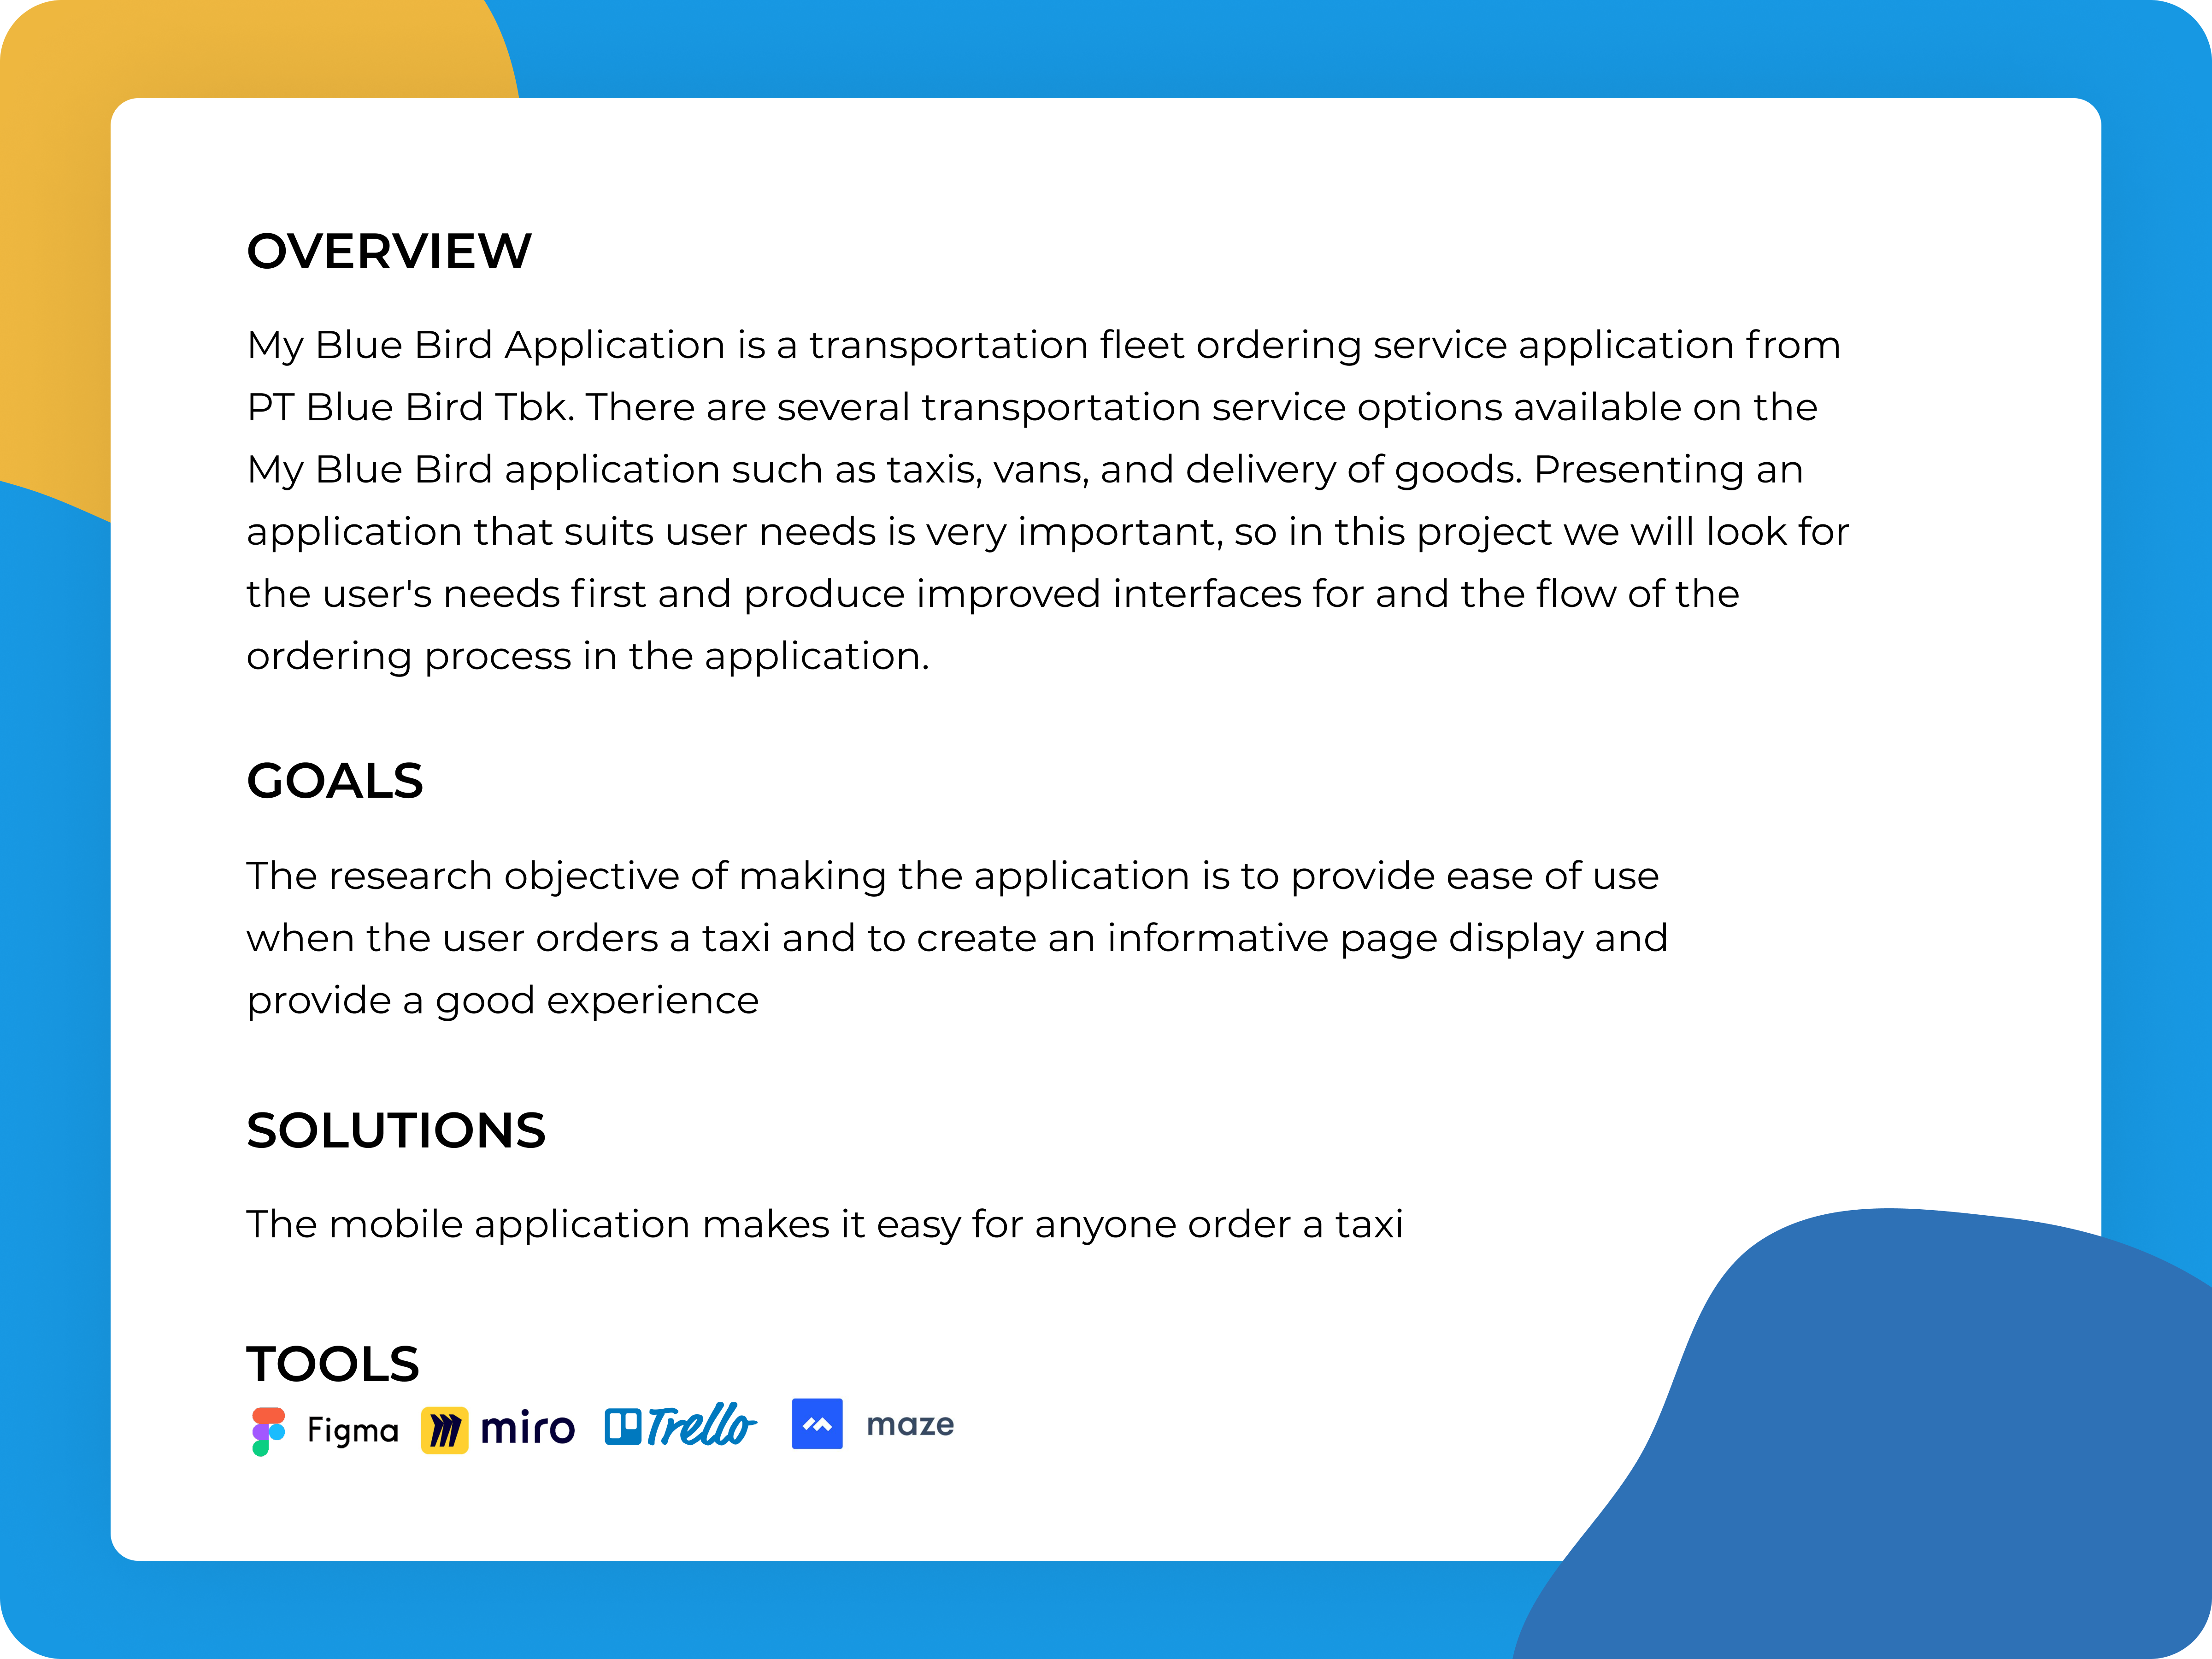 OVERVIEW
My Blue Bird Application is a transportation fleet ordering service application from
PT Blue Bird Tbk. There are several transportation service options available on the
My Blue Bird application such as taxis, vans, and delivery of goods. Presenting an
application that suits user needs is very important, so in this project we will look for
the user's needs first and produce improved interfaces for and the flow of the
ordering process in the application.
GOALS
The research objective of making the application is to provide ease of use
when the user orders a taxi and to create an informative page display and
provide a good experience
SOLUTIONS
The mobile application makes it easy for anyone order a taxi
TOOLS
Figma miro Trello maze